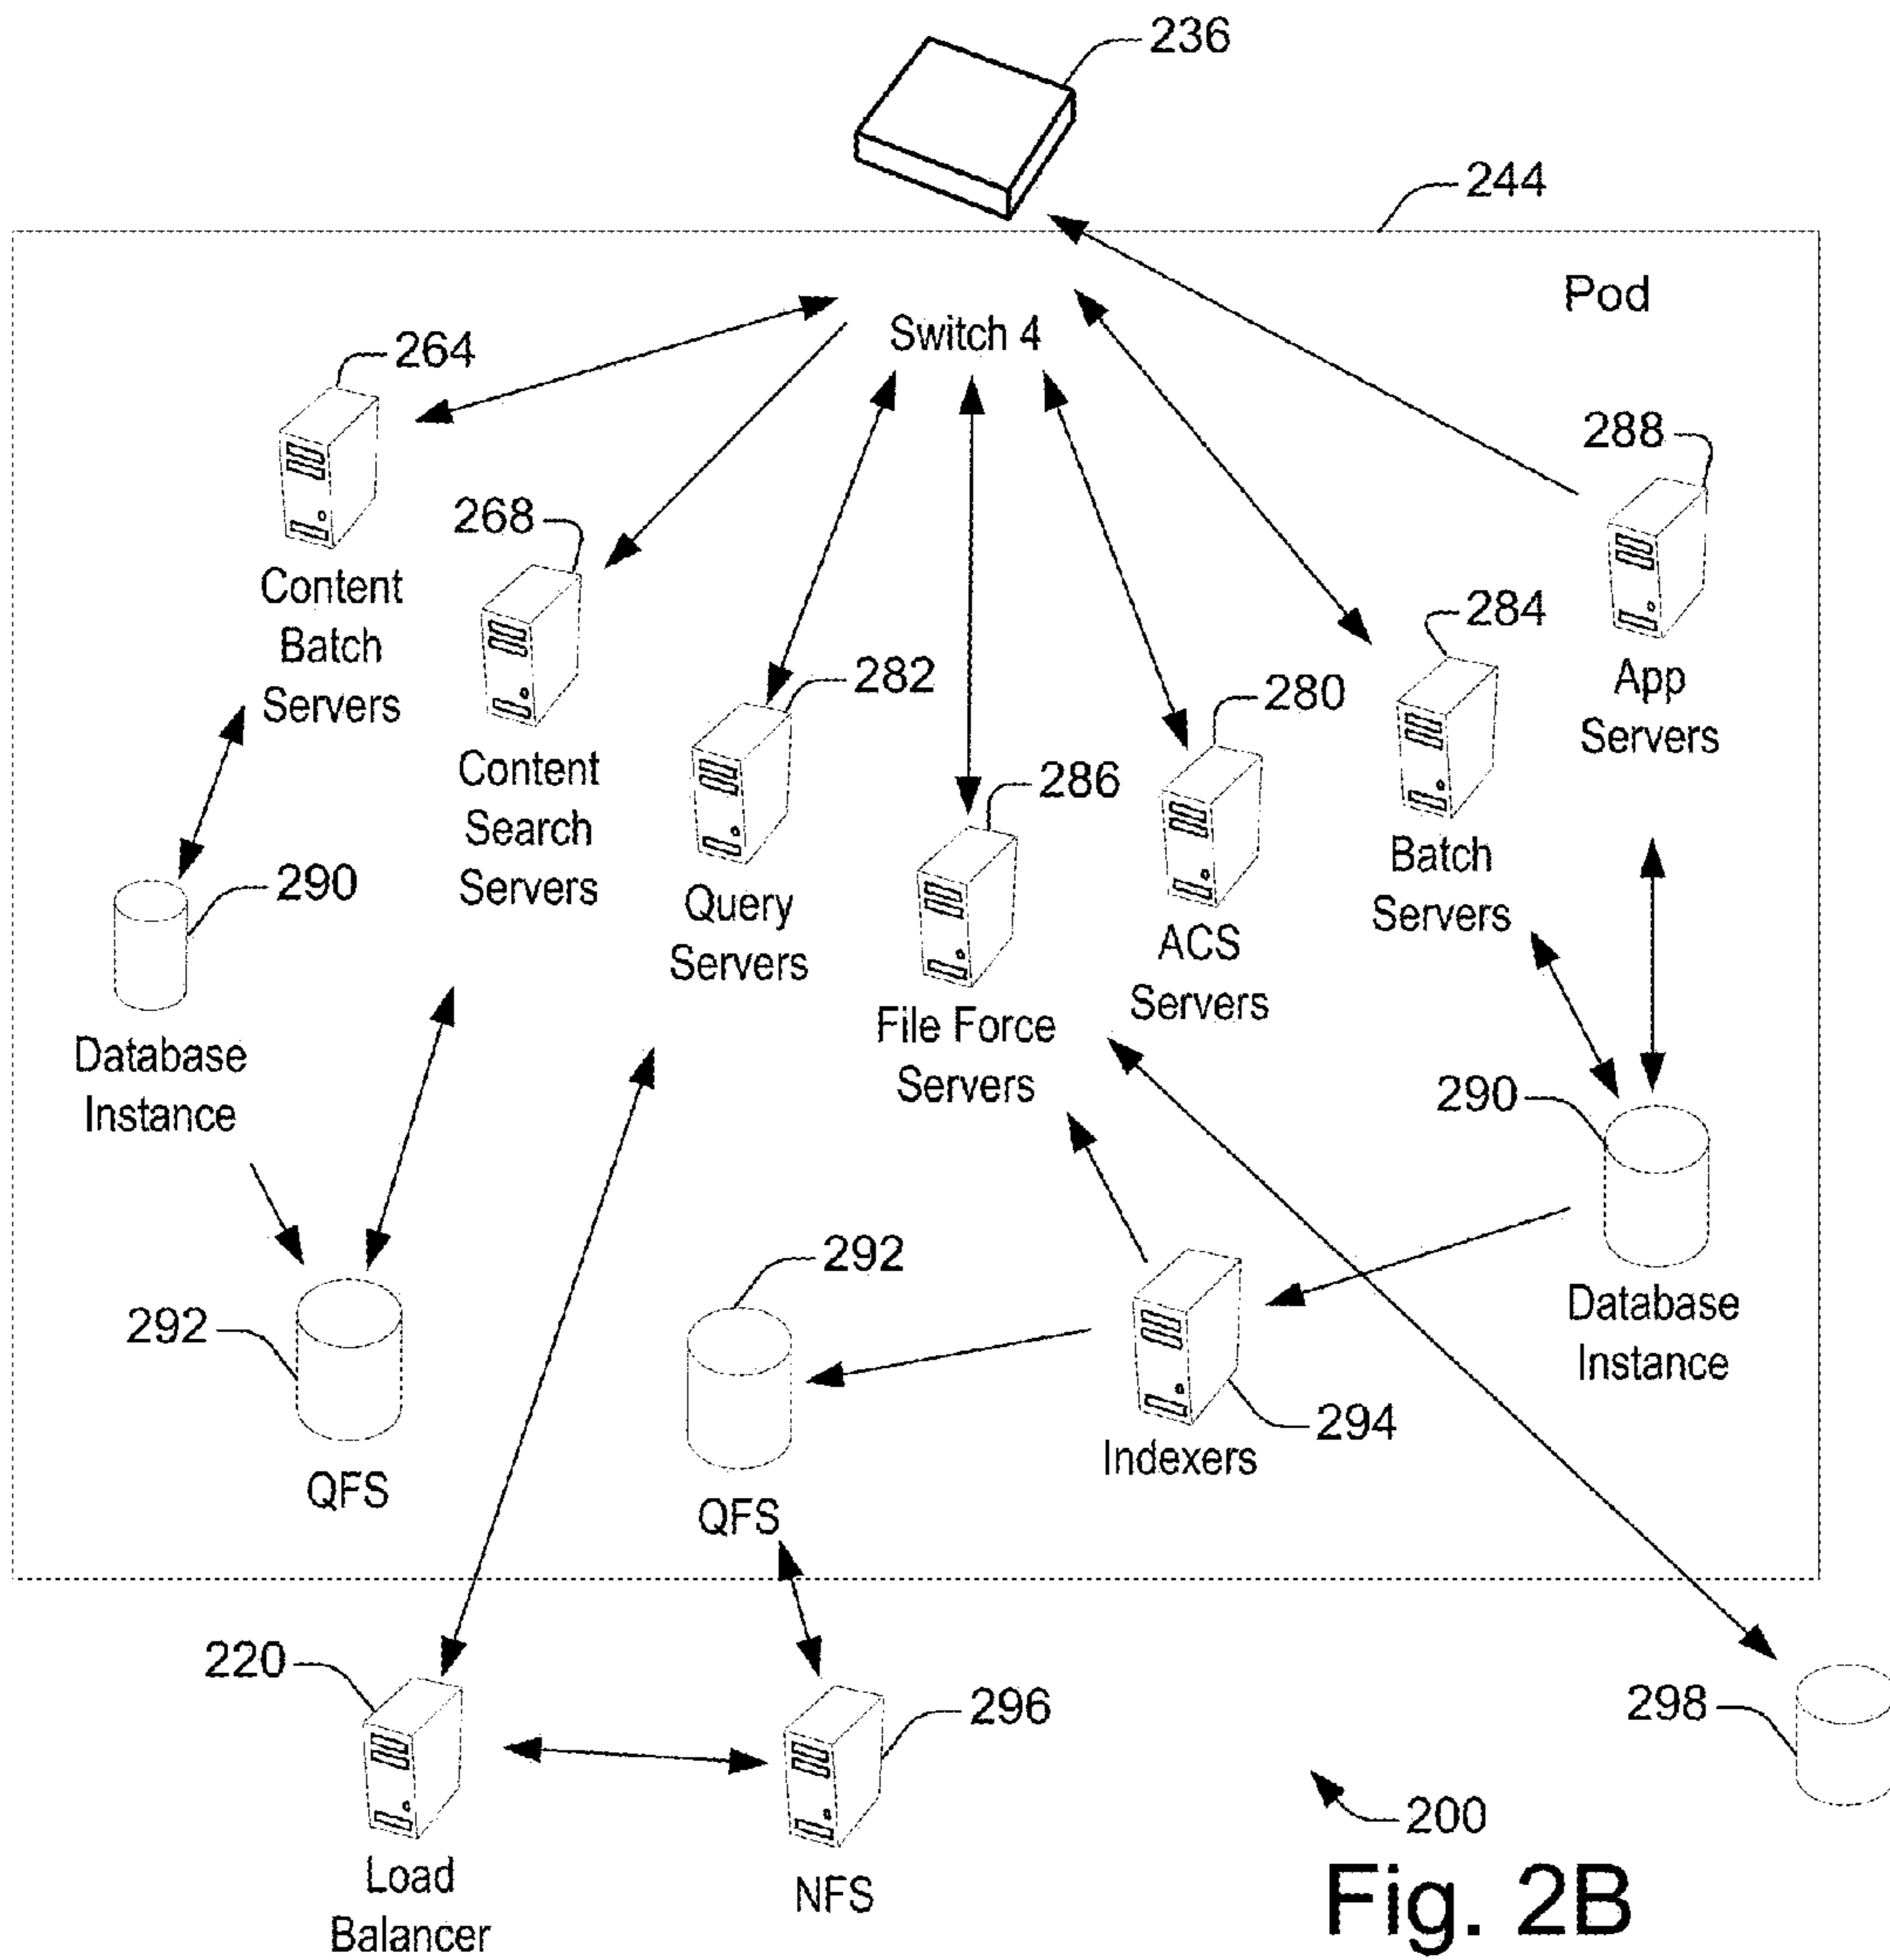 236
244
Pod
Switch 4
264
Content
Batch
Servers
268
Content
Search
Servers
282
Query
Servers
286
File Force
Servers
280
ACS
Servers
284
Batch
Servers
288
App
Servers
290
Database
Instance
290
Database
Instance
292
QFS
292
QFS
294
Indexers
220
Load
Balancer
296
NFS
298
200
Fig. 2B